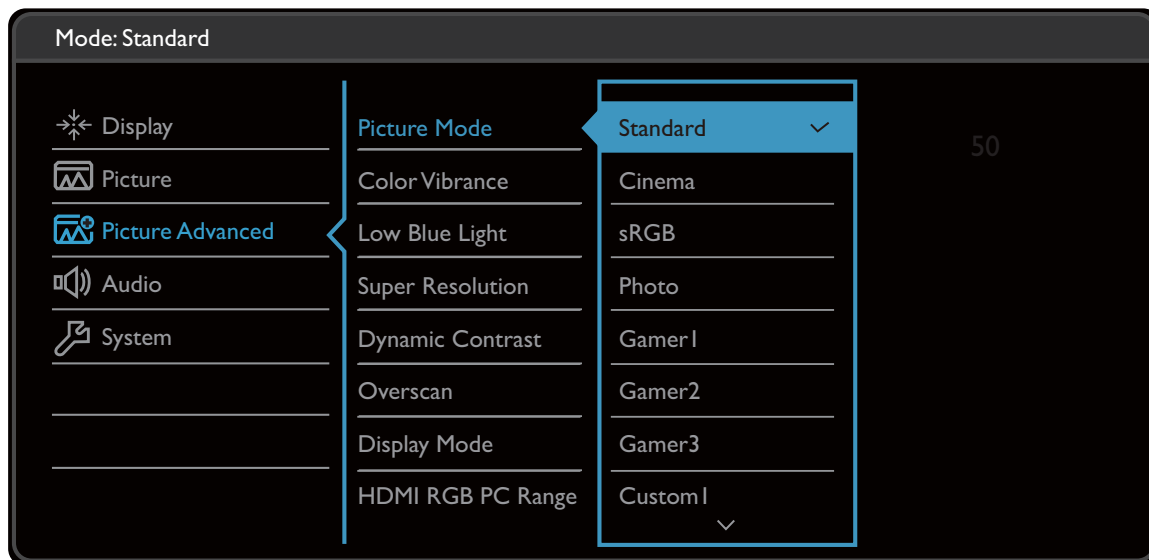 Mode: Standard
Display
Picture
Picture Advanced
Audio
System
Picture Mode
Color Vibrance
Low Blue Light
Super Resolution
Dynamic Contrast
Overscan
Display Mode
HDMI RGB PC Range
Standard
Cinema
sRGB
Photo
Gamer1
Gamer2
Gamer3
Custom1
50